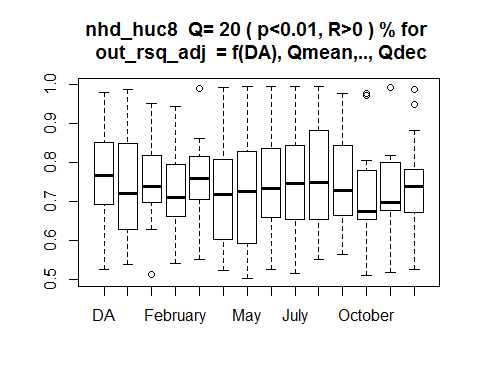 nhd_huc8 Q= 20 ( p<0.01, R>0 ) % for
out_rsq_adj = f(DA), Qmean,.., Qdec
1.0
0.9
0.8
0.7
0.6
0.5
DA February May July October